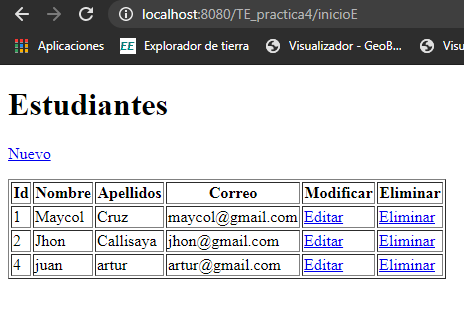 localhost:8080/TE_practica4/inicioE
Aplicaciones EE Explorador de tierra Visualizador - GeoB... Visu
Estudiantes
Nuevo
Id Nombre Apellidos Correo Modificar Eliminar
1 Maycol Cruz maycol@gmail.com Editar Eliminar
2 Jhon Callisaya jhon@gmail.com Editar Eliminar
4 juan artur artur@gmail.com Editar Eliminar